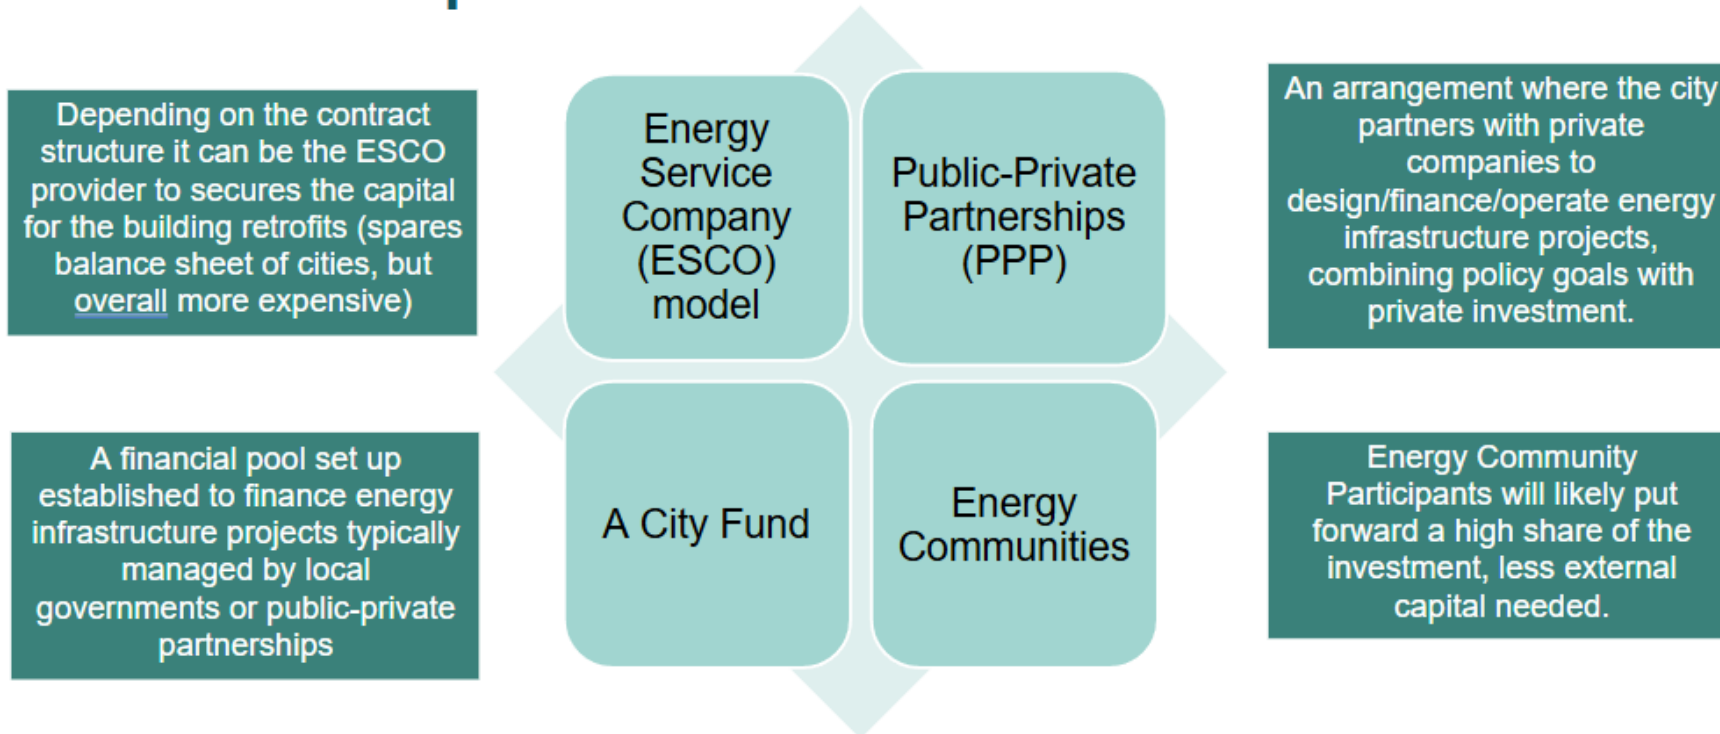 Depending on the contract
structure it can be the ESCO
provider to secures the capital
for the building retrofits (spares
balance sheet of cities, but
overall more expensive)
Energy
Service
Company
(ESCO)
model
Public-Private
Partnerships
(PPP)
An arrangement where the city
partners with private
companies to
design/finance/operate energy
infrastructure projects,
combining policy goals with
private investment.
A financial pool set up
established to finance energy
infrastructure projects typically
managed by local
governments or public-private
partnerships
A City Fund
Energy
Communities
Energy Community
Participants will likely put
forward a high share of the
investment, less external
capital needed.